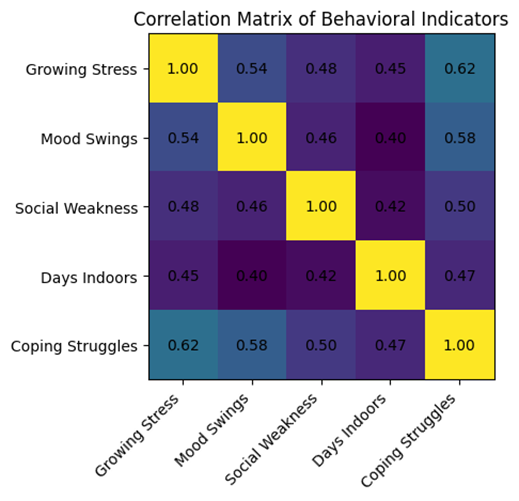 Correlation Matrix of Behavioral Indicators
Growing Stress 1.00 0.54 0.48 0.45 0.62
Mood Swings 0.54 1.00 0.46 0.40 0.58
Social Weakness 0.48 0.46 1.00 0.42 0.50
Days Indoors 0.45 0.40 0.42 1.00 0.47
Coping Struggles 0.62 0.58 0.50 0.47 1.00
Growing Stress Mood Swings Social Weakness Days Indoors Coping Struggles